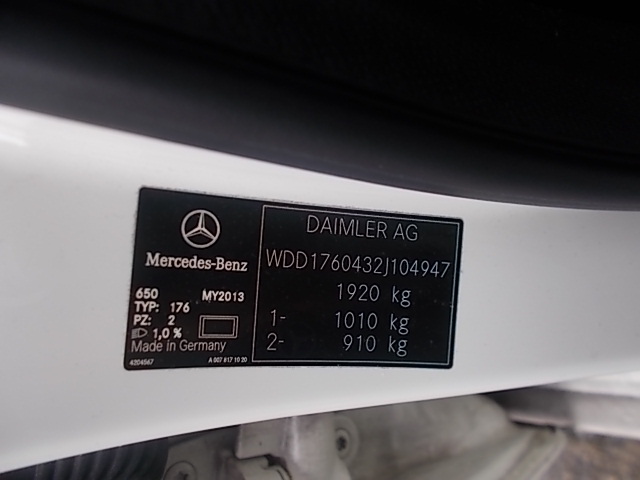 Mercedes-Benz
650 MY2013
TYP: 176
PZ: 2
1,0 %
Made in Germany
4204567 A 007 817 10 20
DAIMLER AG
WDD1760432J104947
1920 kg
1- 1010 kg
2- 910 kg